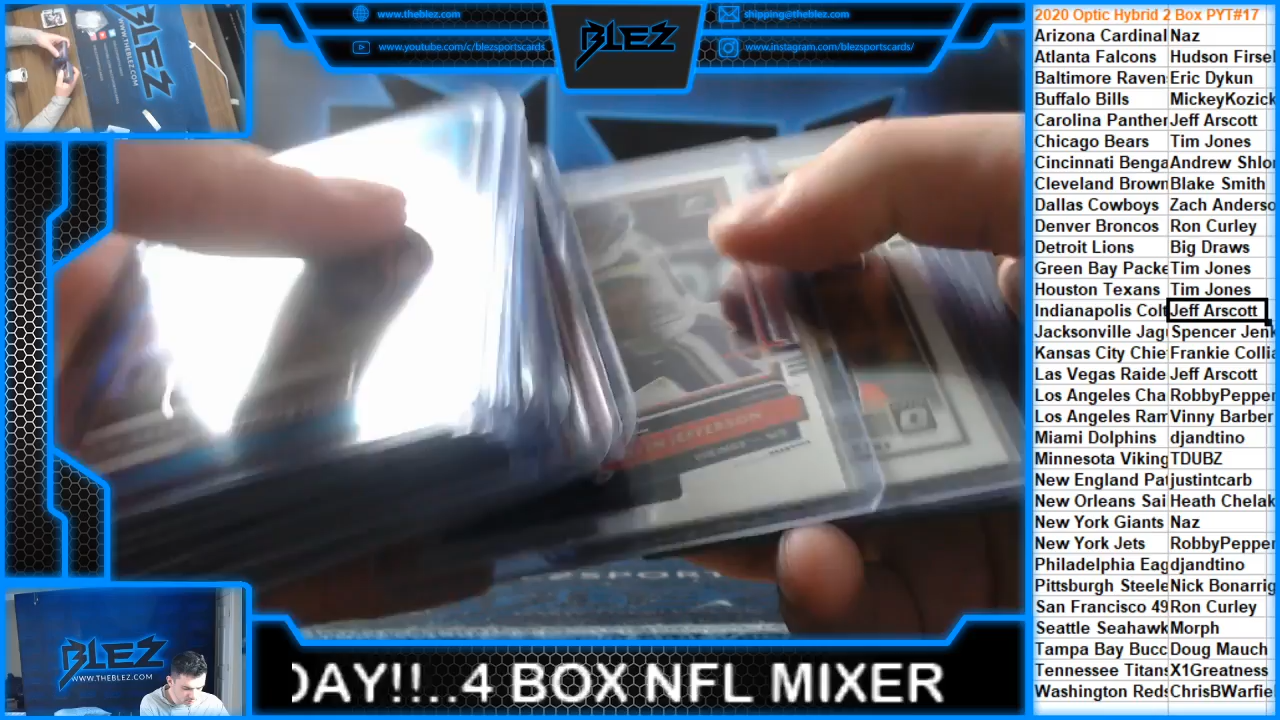 www.theblez.com
shipping@theblez.com
www.youtube.com/c/blezsportscards
www.instagram.com/blezsportscards/
BLEZ
JEFFERSON
BLEZ
WWW.THEBLEZ.COM
DAY!!..4 BOX NFL MIXER
2020 Optic Hybrid 2 Box PYT#17
Arizona Cardinal Naz
Atlanta Falcons Hudson Firsel
Baltimore Raven Eric Dykun
Buffalo Bills MickeyKozick
Carolina Panther Jeff Arscott
Chicago Bears Tim Jones
Cincinnati Benga Andrew Shlo
Cleveland Brown Blake Smith
Dallas Cowboys Zach Anderso
Denver Broncos Ron Curley
Detroit Lions Big Draws
Green Bay Packe Tim Jones
Houston Texans Tim Jones
Indianapolis Colt Jeff Arscott
Jacksonville Jagu Spencer Jenk
Kansas City Chie Frankie Collia
Las Vegas Raide Jeff Arscott
Los Angeles Cha RobbyPepper
Los Angeles Ram Vinny Barber
Miami Dolphins djandtino
Minnesota Viking TDUBZ
New England Pat justintcarb
New Orleans Sai Heath Chelak
New York Giants Naz
New York Jets RobbyPepper
Philadelphia Eag djandtino
Pittsburgh Steele Nick Bonarrig
San Francisco 49 Ron Curley
Seattle Seahawk Morph
Tampa Bay Bucc Doug Mauch
Tennessee Titans X1Greatness
Washington Reds ChrisBWarfie